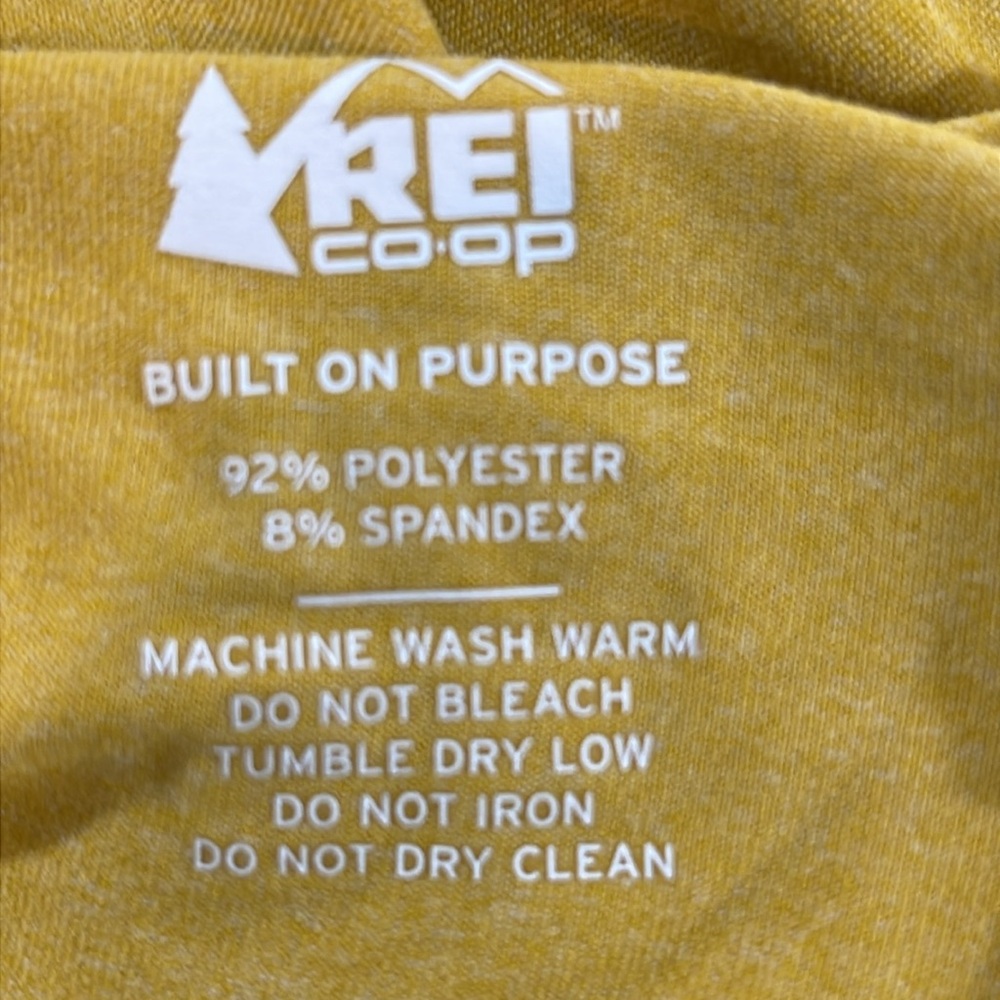 REI™
CO·OP
BUILT ON PURPOSE
92% POLYESTER
8% SPANDEX
MACHINE WASH WARM
DO NOT BLEACH
TUMBLE DRY LOW
DO NOT IRON
DO NOT DRY CLEAN